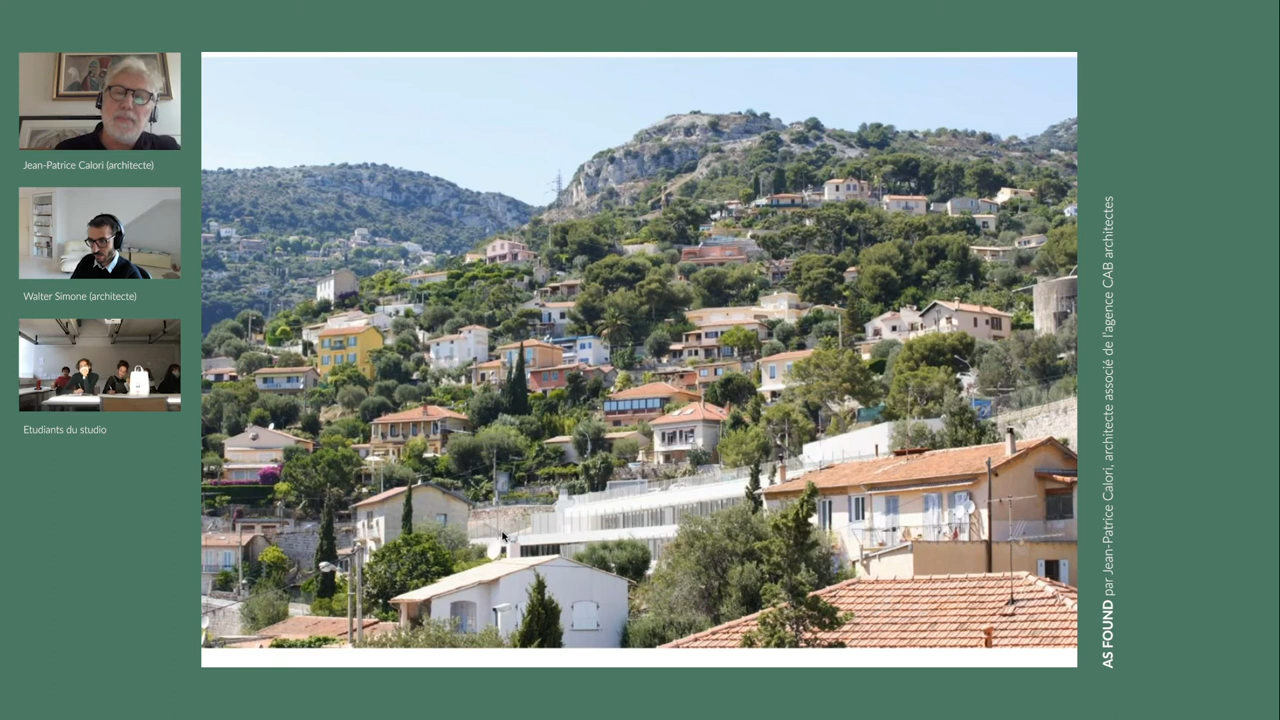 Jean-Patrice Calori (architecte)
Walter Simone (architecte)
Etudiants du studio
AS FOUND par Jean-Patrice Calori, architecte associé de l'agence CAB architectes